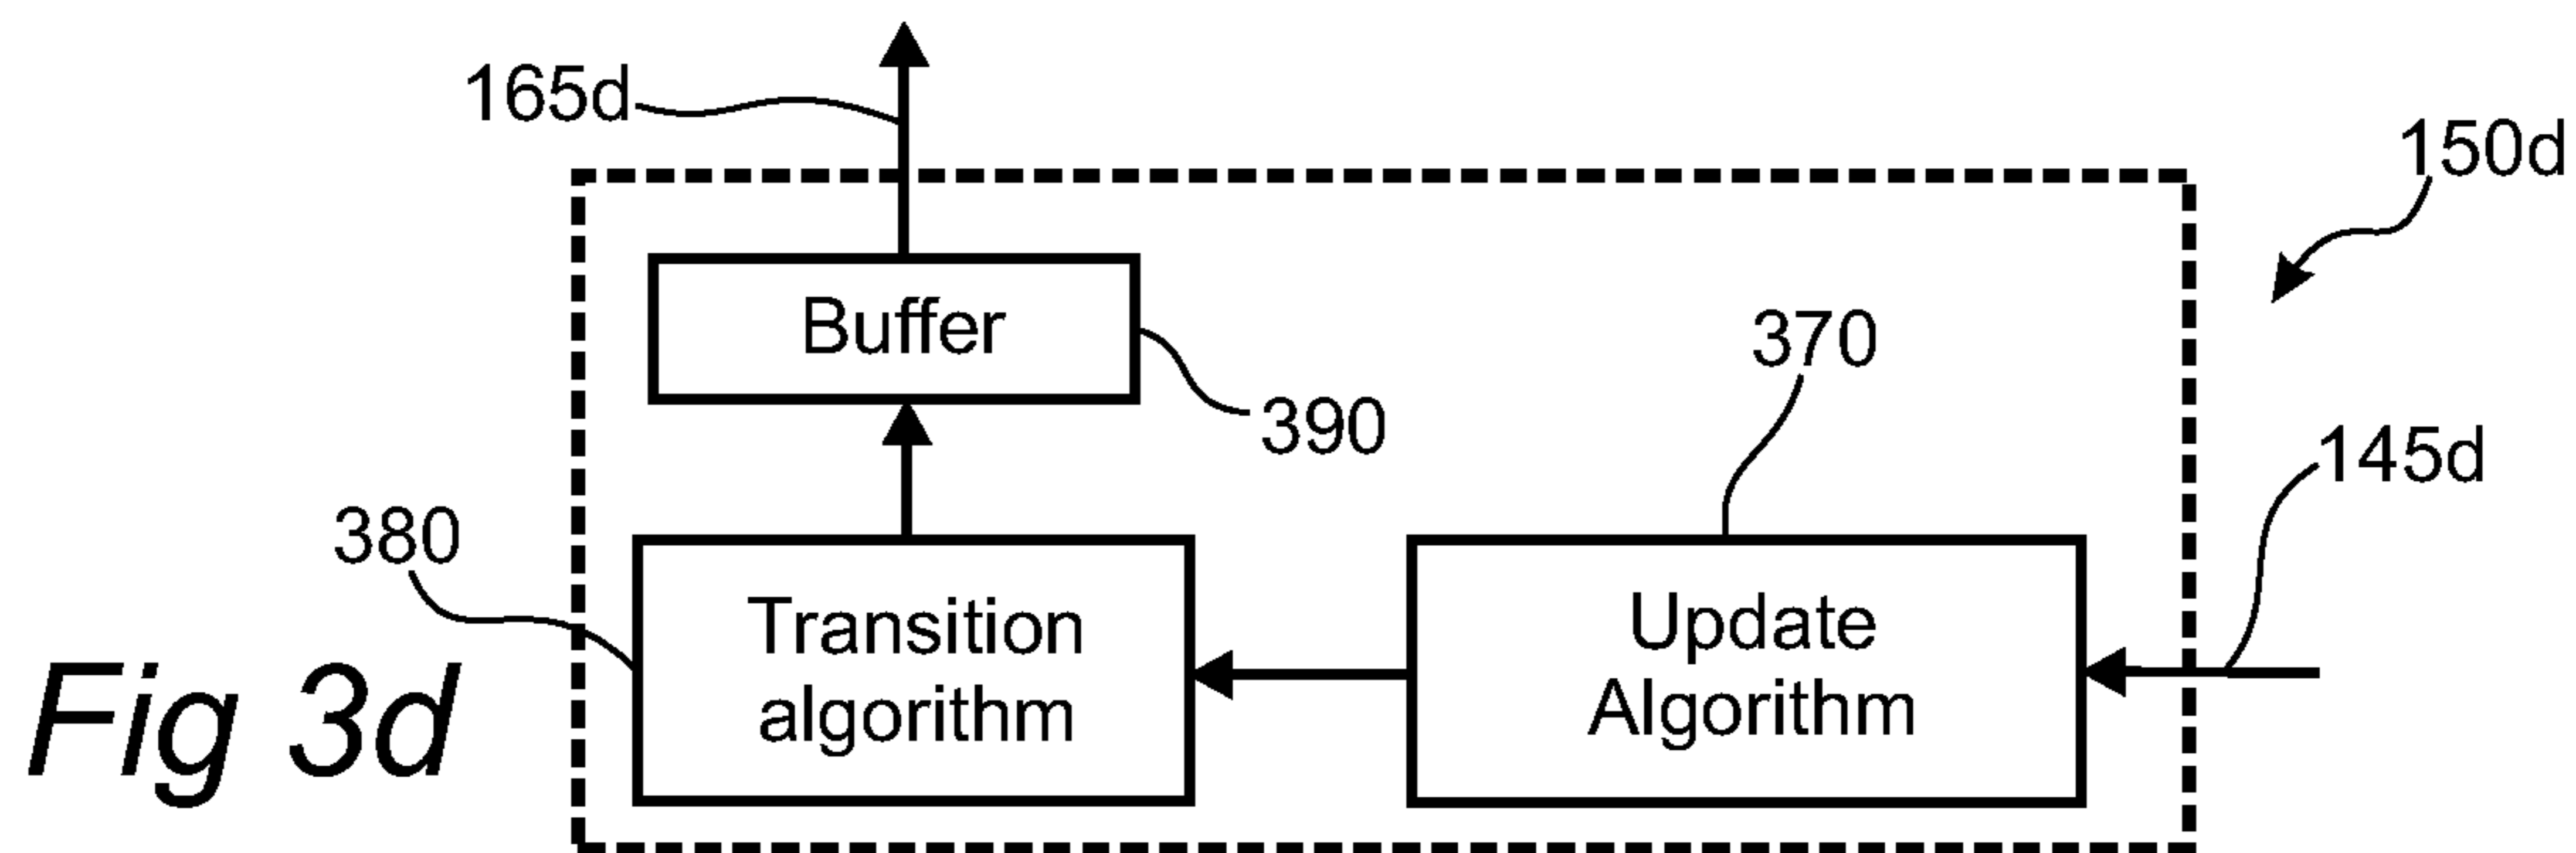 165d
150d
Buffer
370
390
145d
380
Transition
algorithm
Update
Algorithm
Fig 3d